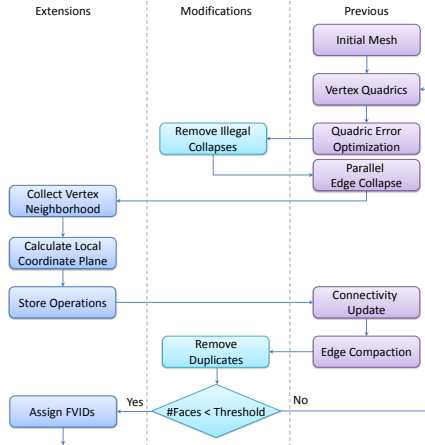 Extensions
Modifications
Previous
Initial Mesh
Vertex Quadrics
Remove Illegal
Collapses
Quadric Error
Optimization
Parallel
Edge Collapse
Collect Vertex
Neighborhood
Calculate Local
Coordinate Plane
Store Operations
Connectivity
Update
Remove
Duplicates
Edge Compaction
Assign FVIDs
Yes
#Faces < Threshold
No